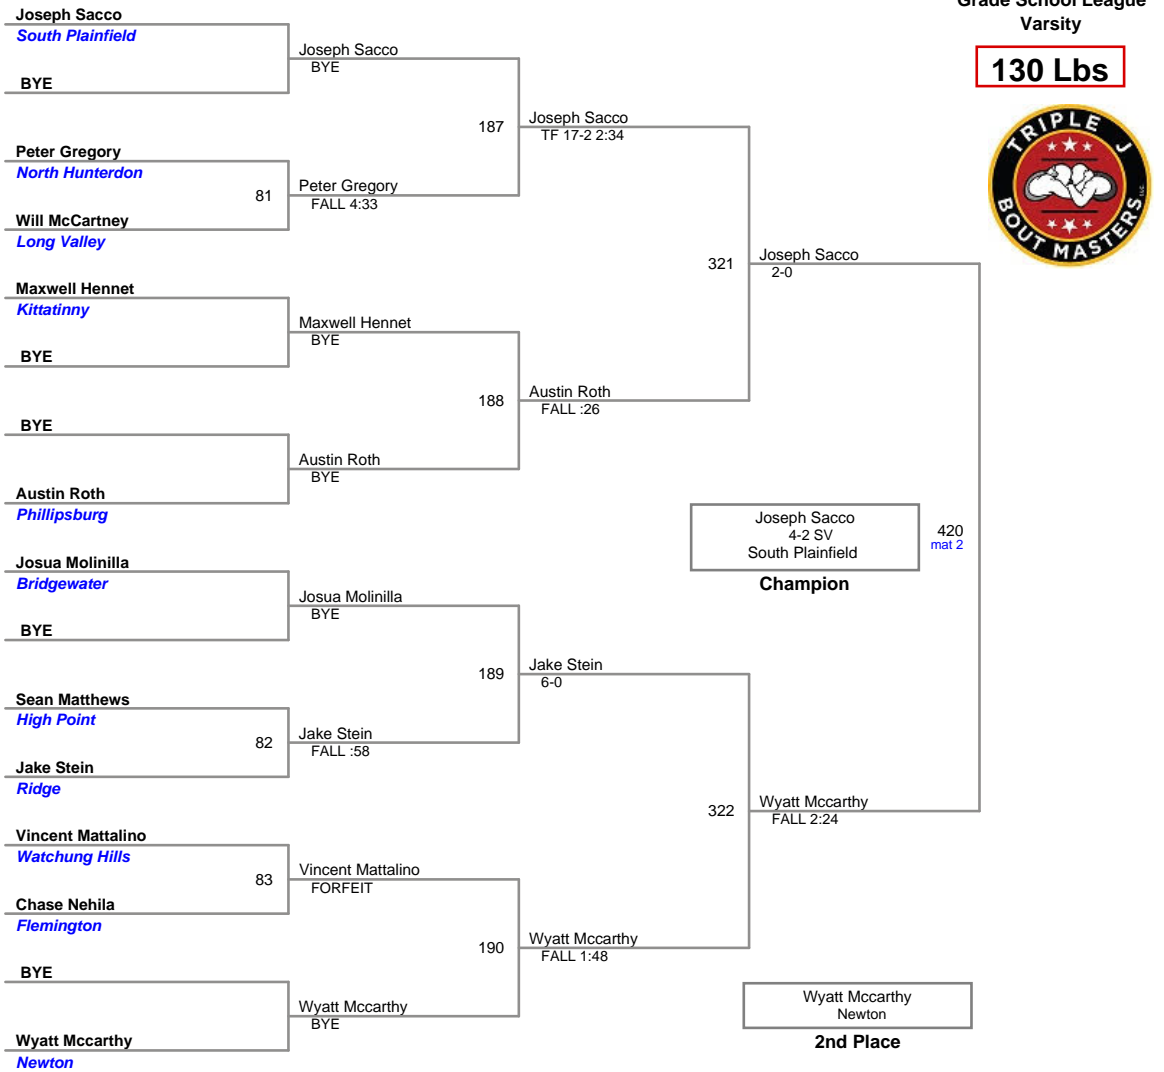 Grade School League
Varsity
130 Lbs
TRIPLE J
BOUT MASTERS LLC.
Joseph Sacco
South Plainfield
BYE
Peter Gregory
North Hunterdon
81
Will McCartney
Long Valley
Maxwell Hennet
Kittatinny
BYE
BYE
Austin Roth
Phillipsburg
Josua Molinilla
Bridgewater
BYE
Sean Matthews
High Point
82
Jake Stein
Ridge
Vincent Mattalino
Watchung Hills
83
Chase Nehila
Flemington
BYE
Wyatt Mccarthy
Newton
Joseph Sacco
BYE
187
Peter Gregory
FALL 4:33
Maxwell Hennet
BYE
188
Austin Roth
BYE
Josua Molinilla
BYE
189
Jake Stein
FALL :58
Vincent Mattalino
FORFEIT
190
Wyatt Mccarthy
BYE
Joseph Sacco
TF 17-2 2:34
321
Austin Roth
FALL :26
Jake Stein
6-0
322
Wyatt Mccarthy
FALL 1:48
Joseph Sacco
2-0
420
mat 2
Wyatt Mccarthy
FALL 2:24
Joseph Sacco
4-2 SV
South Plainfield
Champion
Wyatt Mccarthy
Newton
2nd Place